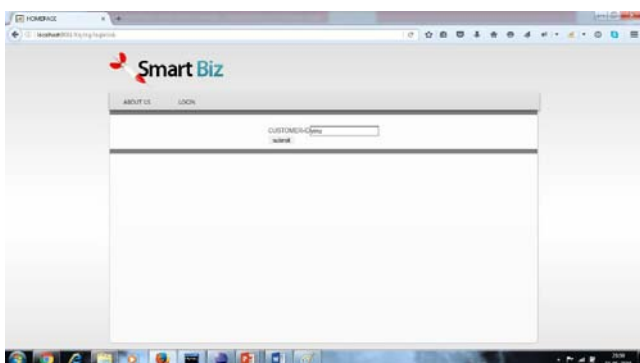 HOMEPAGE
Smart Biz
ABOUT US LOGIN
CUSTOMER-ID
submit